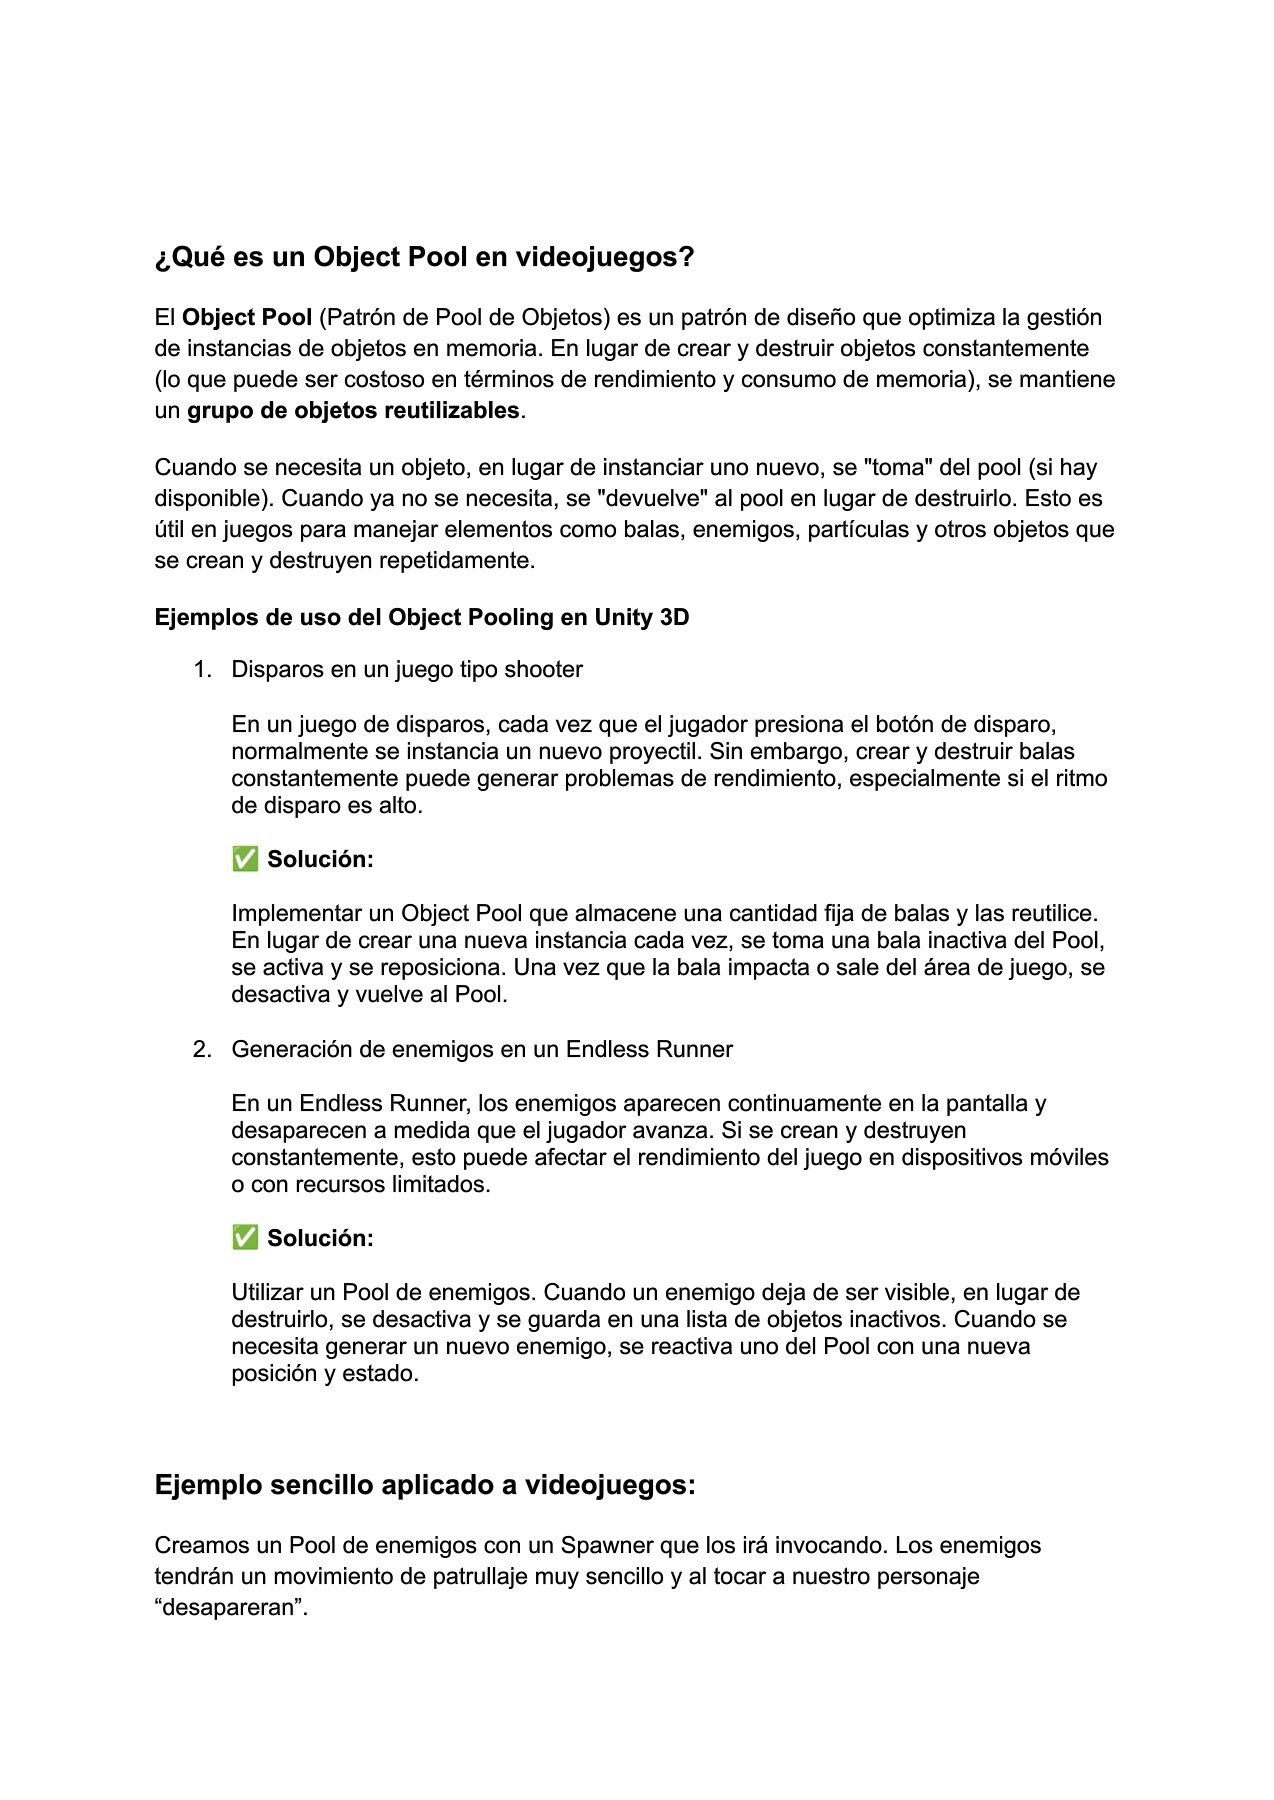 ¿Qué es un Object Pool en videojuegos?
El Object Pool (Patrón de Pool de Objetos) es un patrón de diseño que optimiza la gestión
de instancias de objetos en memoria. En lugar de crear y destruir objetos constantemente
(lo que puede ser costoso en términos de rendimiento y consumo de memoria), se mantiene
un grupo de objetos reutilizables.
Cuando se necesita un objeto, en lugar de instanciar uno nuevo, se "toma" del pool (si hay
disponible). Cuando ya no se necesita, se "devuelve" al pool en lugar de destruirlo. Esto es
útil en juegos para manejar elementos como balas, enemigos, partículas y otros objetos que
se crean y destruyen repetidamente.
Ejemplos de uso del Object Pooling en Unity 3D
1. Disparos en un juego tipo shooter
En un juego de disparos, cada vez que el jugador presiona el botón de disparo,
normalmente se instancia un nuevo proyectil. Sin embargo, crear y destruir balas
constantemente puede generar problemas de rendimiento, especialmente si el ritmo
de disparo es alto.
✅ Solución:
Implementar un Object Pool que almacene una cantidad fija de balas y las reutilice.
En lugar de crear una nueva instancia cada vez, se toma una bala inactiva del Pool,
se activa y se reposiciona. Una vez que la bala impacta o sale del área de juego, se
desactiva y vuelve al Pool.
2. Generación de enemigos en un Endless Runner
En un Endless Runner, los enemigos aparecen continuamente en la pantalla y
desaparecen a medida que el jugador avanza. Si se crean y destruyen
constantemente, esto puede afectar el rendimiento del juego en dispositivos móviles
o con recursos limitados.
✅ Solución:
Utilizar un Pool de enemigos. Cuando un enemigo deja de ser visible, en lugar de
destruirlo, se desactiva y se guarda en una lista de objetos inactivos. Cuando se
necesita generar un nuevo enemigo, se reactiva uno del Pool con una nueva
posición y estado.
Ejemplo sencillo aplicado a videojuegos:
Creamos un Pool de enemigos con un Spawner que los irá invocando. Los enemigos
tendrán un movimiento de patrullaje muy sencillo y al tocar a nuestro personaje
“desapareran”.